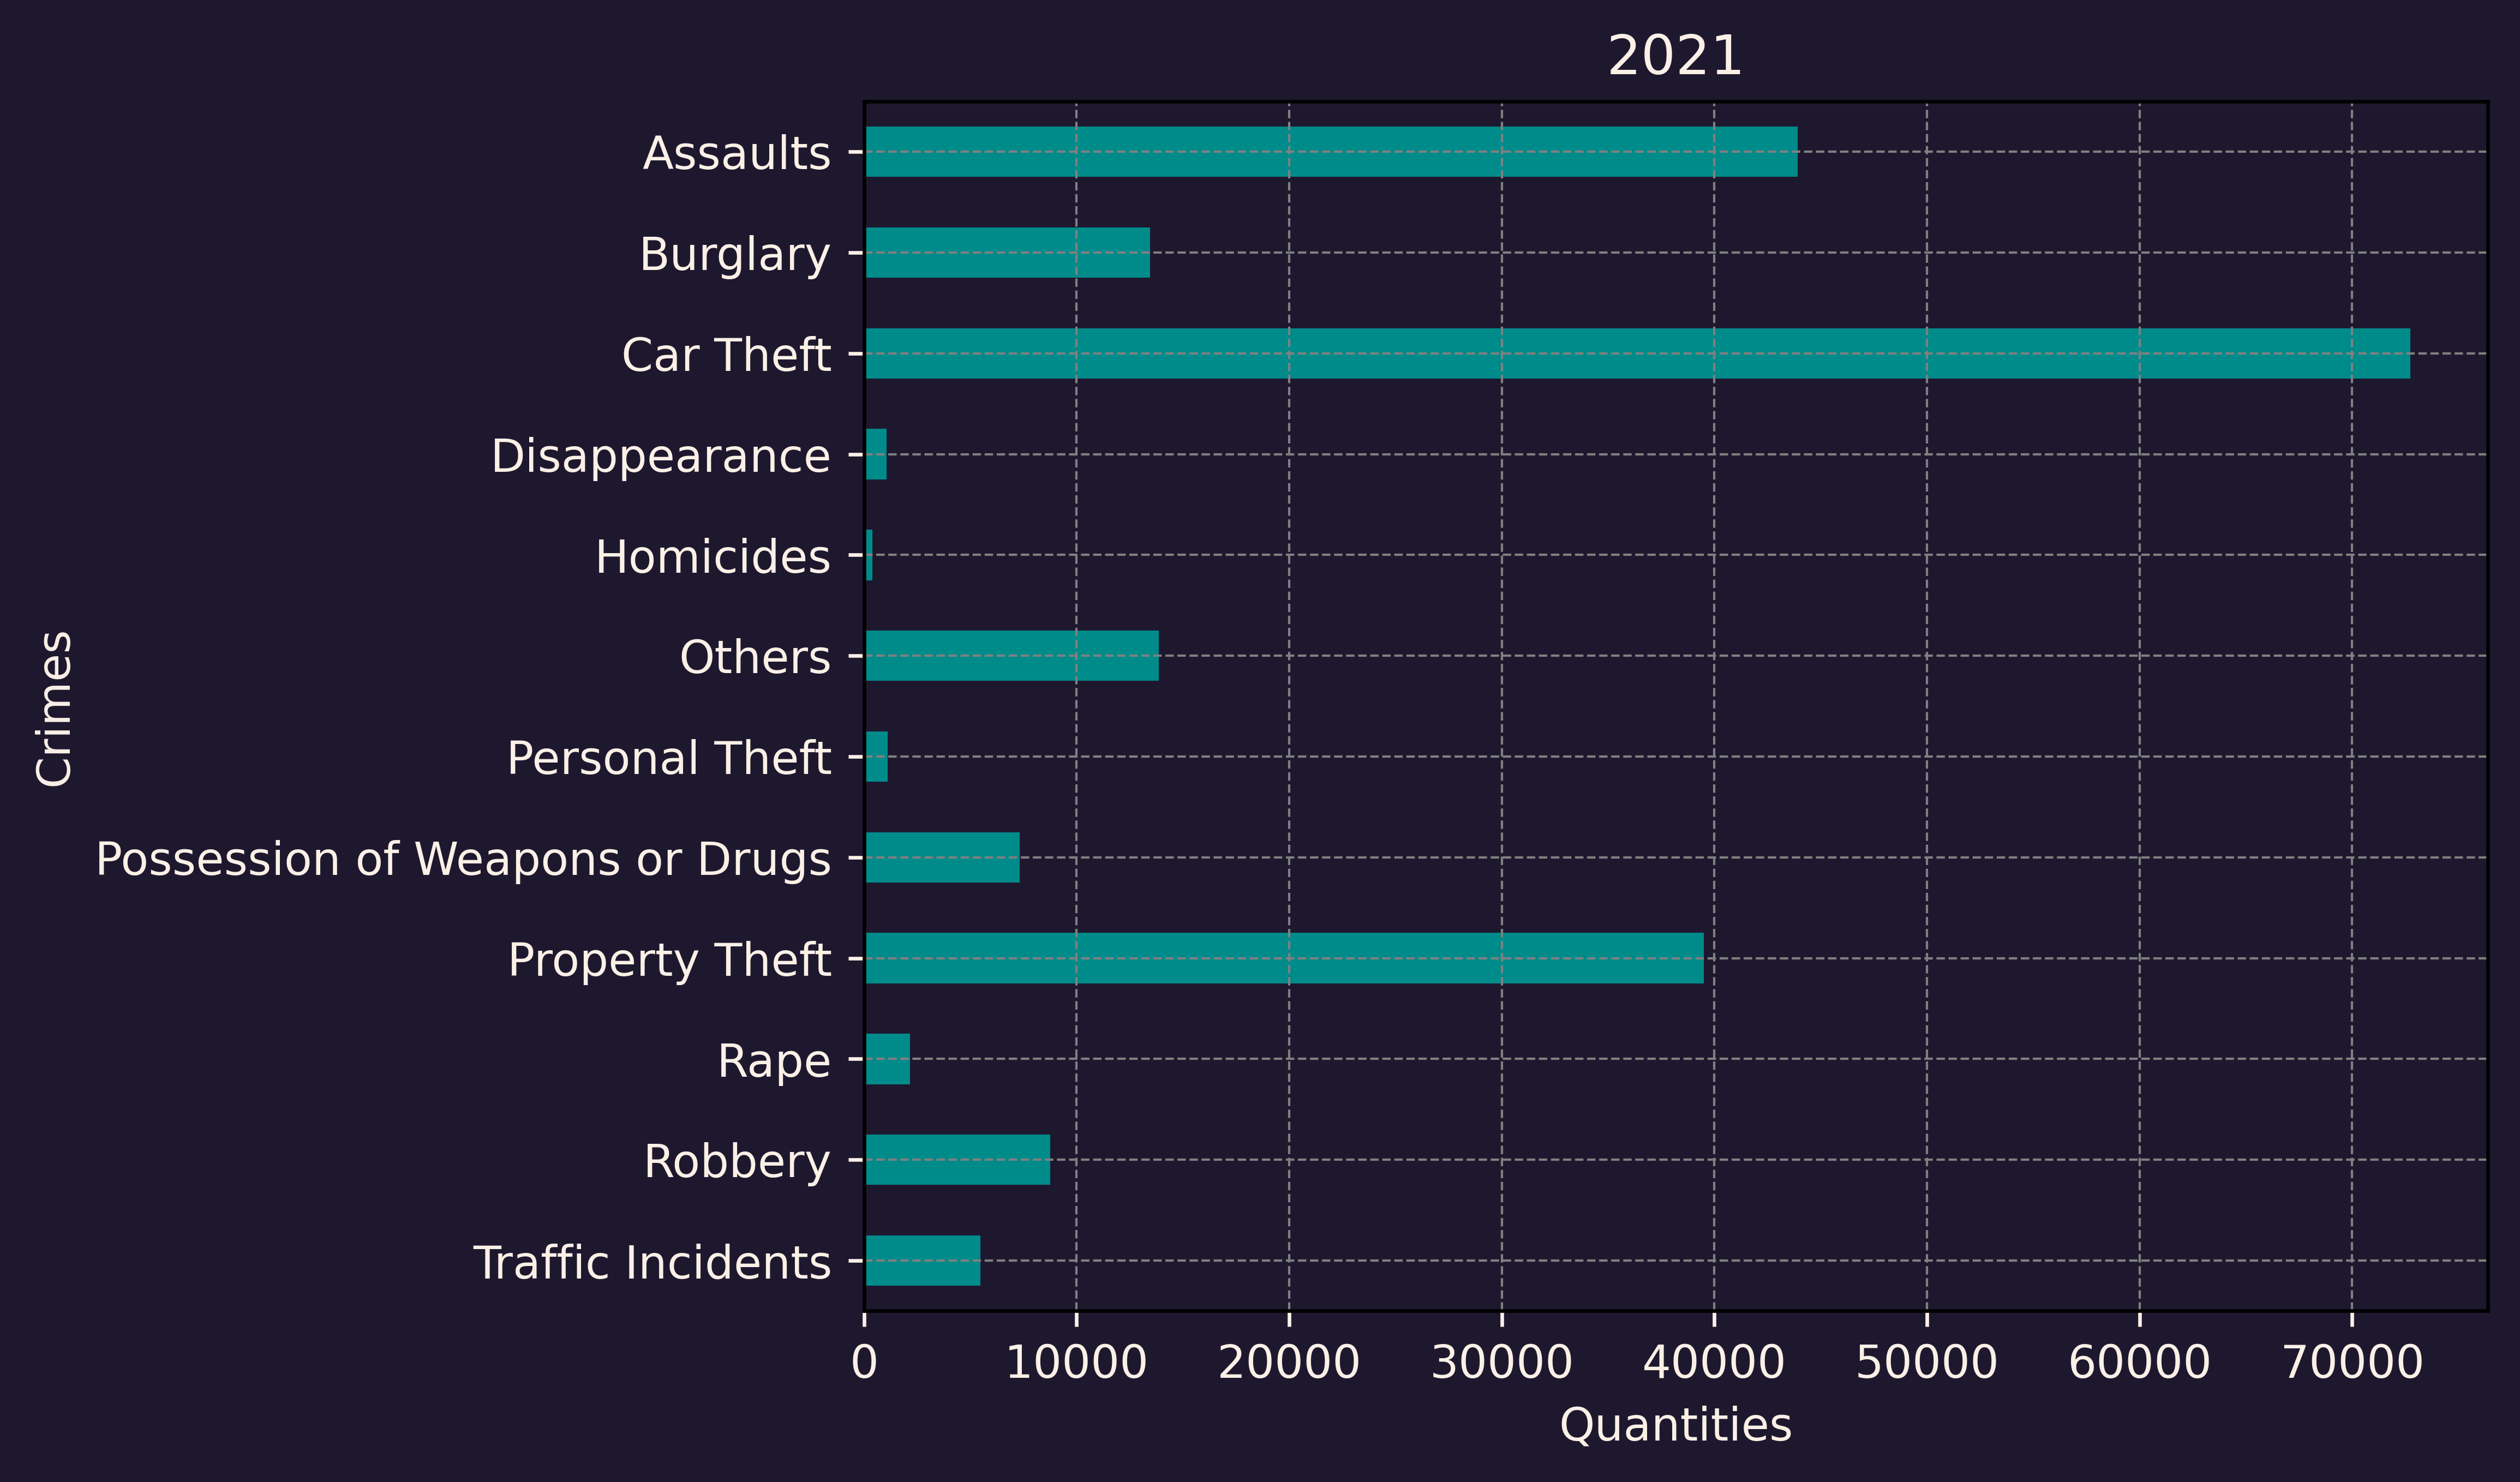 2021
Assaults
Burglary
Car Theft
Disappearance
Homicides
Others
Personal Theft
Possession of Weapons or Drugs
Property Theft
Rape
Robbery
Traffic Incidents
Crimes
0 10000 20000 30000 40000 50000 60000 70000
Quantities